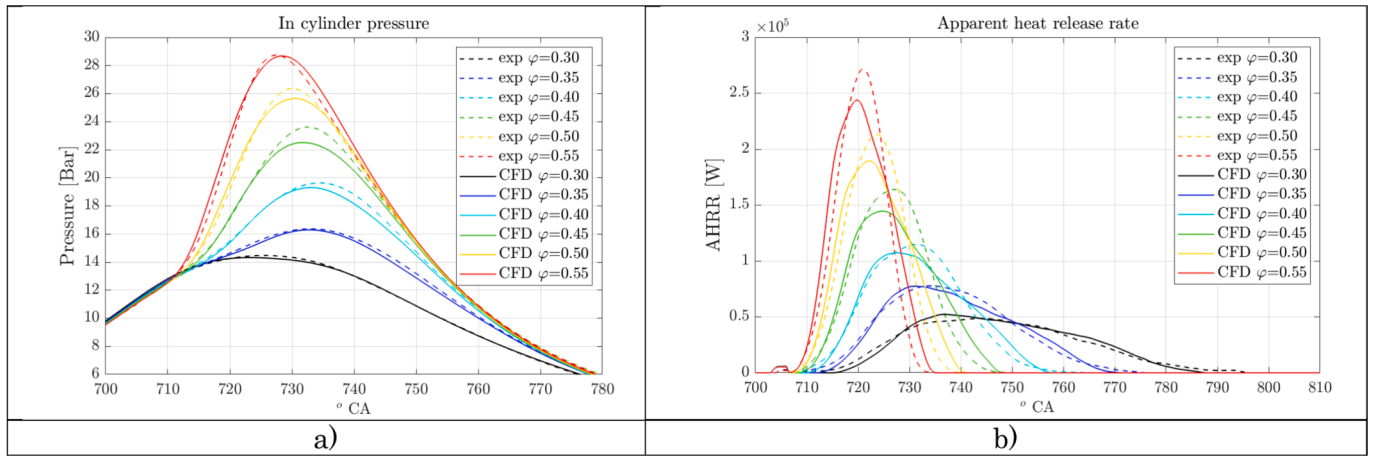 In cylinder pressure
30
28
26
24
22
20
18
16
14
12
10
8
6
Pressure [Bar]
700
710
720
730
740
750
760
770
780
° CA
exp φ=0.30
exp φ=0.35
exp φ=0.40
exp φ=0.45
exp φ=0.50
exp φ=0.55
CFD φ=0.30
CFD φ=0.35
CFD φ=0.40
CFD φ=0.45
CFD φ=0.50
CFD φ=0.55
a)
Apparent heat release rate
×10⁵
3
2.5
2
1.5
1
0.5
0
AHRR [W]
700
710
720
730
740
750
760
770
780
790
800
810
° CA
exp φ=0.30
exp φ=0.35
exp φ=0.40
exp φ=0.45
exp φ=0.50
exp φ=0.55
CFD φ=0.30
CFD φ=0.35
CFD φ=0.40
CFD φ=0.45
CFD φ=0.50
CFD φ=0.55
b)